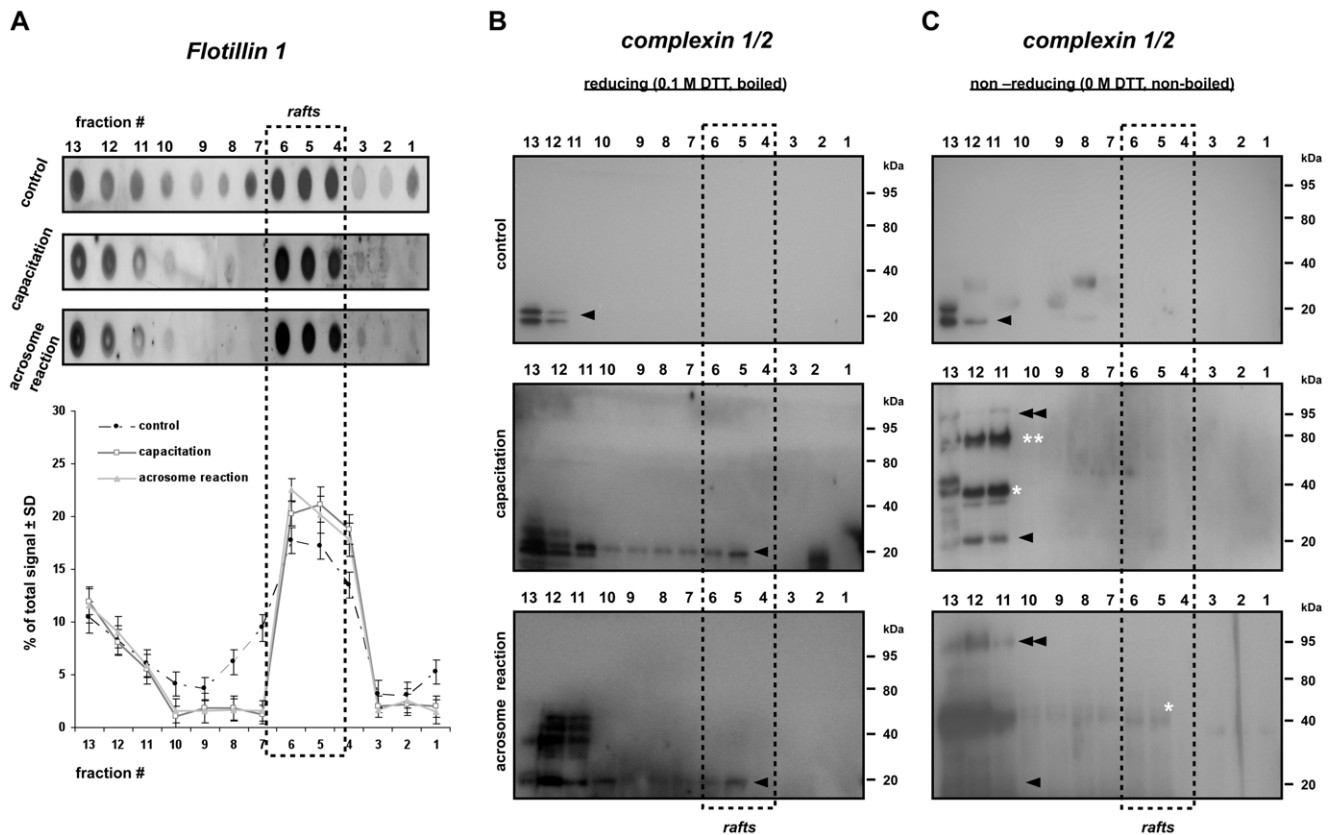 A
Flotillin 1
fraction #
rafts
13 12 11 10 9 8 7 6 5 4 3 2 1
control
capacitation
acrosome reaction
% of total signal ± SD
30
25
20
15
10
5
0
control
capacitation
acrosome reaction
13 12 11 10 9 8 7 6 5 4 3 2 1
fraction #
B
complexin 1/2
reducing (0.1 M DTT, boiled)
13 12 11 10 9 8 7 6 5 4 3 2 1
kDa
control
95
80
40
20
13 12 11 10 9 8 7 6 5 4 3 2 1
kDa
capacitation
95
80
40
20
13 12 11 10 9 8 7 6 5 4 3 2 1
kDa
acrosome reaction
95
80
40
20
rafts
C
complexin 1/2
non –reducing (0 M DTT, non-boiled)
13 12 11 10 9 8 7 6 5 4 3 2 1
kDa
95
80
40
20
13 12 11 10 9 8 7 6 5 4 3 2 1
kDa
95
**
80
*
40
20
13 12 11 10 9 8 7 6 5 4 3 2 1
kDa
95
80
*
40
20
rafts